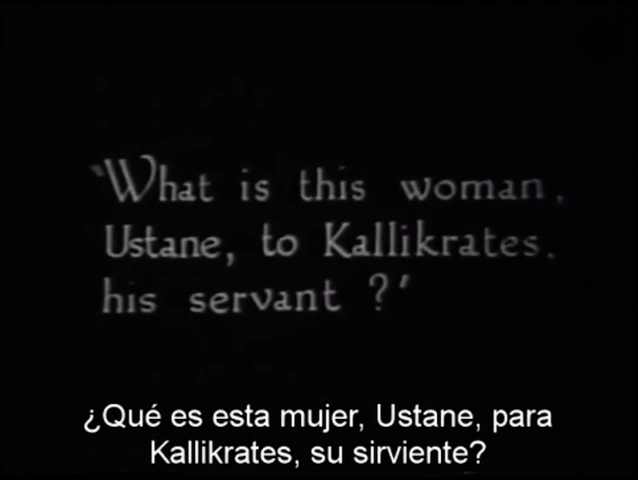 "What is this woman,
Ustane, to Kallikrates,
his servant ?"
¿Qué es esta mujer, Ustane, para
Kallikrates, su sirviente?